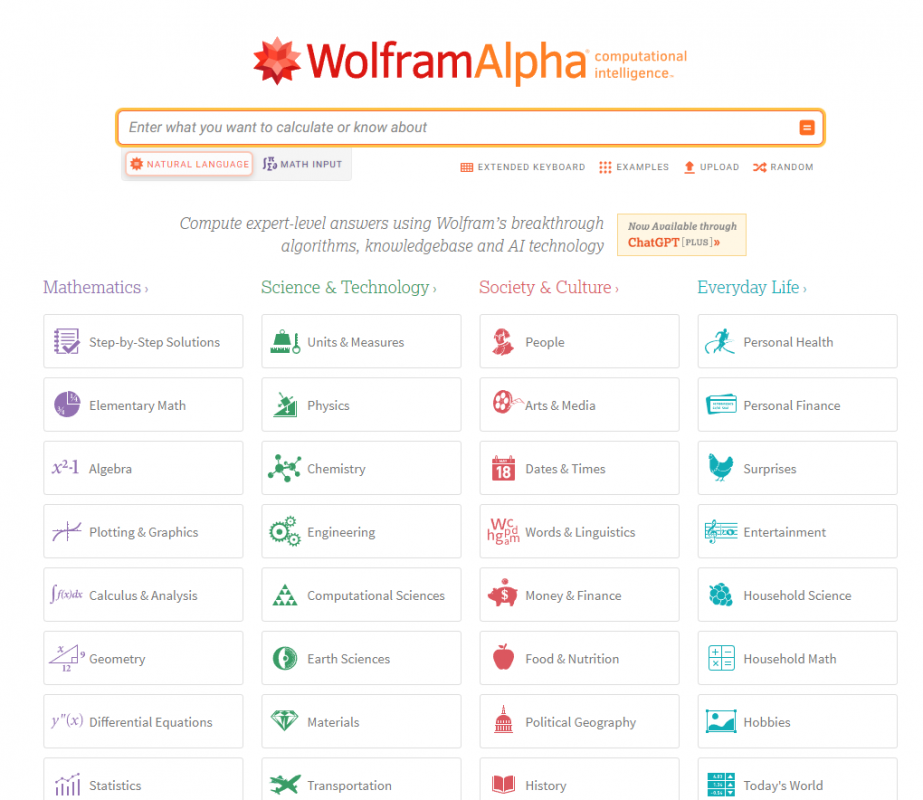 WolframAlpha computational intelligence™
Enter what you want to calculate or know about
NATURAL LANGUAGE
MATH INPUT
EXTENDED KEYBOARD
EXAMPLES
UPLOAD
RANDOM
Compute expert-level answers using Wolfram's breakthrough
algorithms, knowledgebase and AI technology
Now Available through
ChatGPT [PLUS] »
Mathematics ›
Step-by-Step Solutions
Elementary Math
x²-1 Algebra
Plotting & Graphics
∫f(x)dx Calculus & Analysis
x 9 12 Geometry
y″(x) Differential Equations
Statistics
Science & Technology ›
Units & Measures
Physics
Chemistry
Engineering
Computational Sciences
Earth Sciences
Materials
Transportation
Society & Culture ›
People
Arts & Media
18 Dates & Times
Words & Linguistics
$ Money & Finance
Food & Nutrition
Political Geography
History
Everyday Life ›
Personal Health
Personal Finance
Surprises
Entertainment
Household Science
Household Math
Hobbies
Today's World